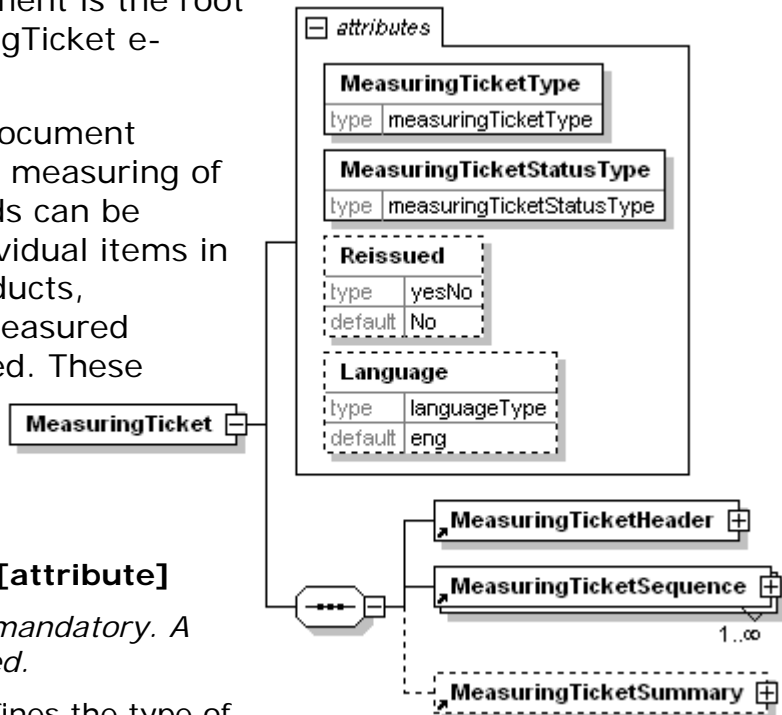 ment is the root
gTicket e-
ocument
measuring of
ds can be
vidual items in
ducts,
easured
ed. These
[attribute]
mandatory. A
ed.
ines the type of
attributes
MeasuringTicketType
type measuringTicketType
MeasuringTicketStatusType
type measuringTicketStatusType
Reissued
type yesNo
default No
Language
type languageType
default eng
MeasuringTicket
MeasuringTicketHeader
MeasuringTicketSequence
1..∞
MeasuringTicketSummary